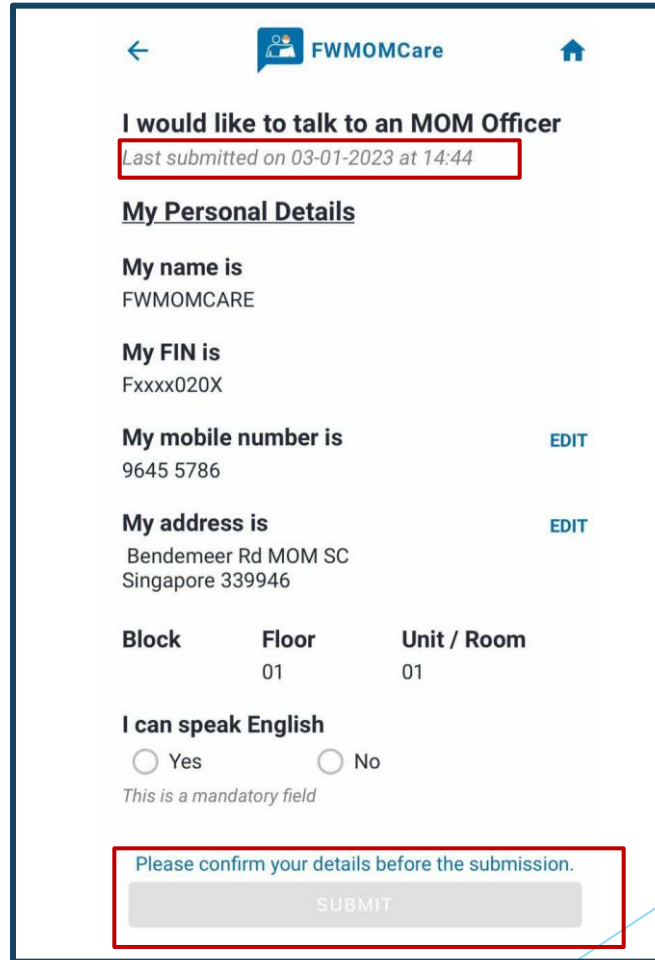 FWMOMCare
I would like to talk to an MOM Officer
Last submitted on 03-01-2023 at 14:44
My Personal Details
My name is
FWMOMCARE
My FIN is
Fxxxx020X
My mobile number is EDIT
9645 5786
My address is EDIT
Bendemeer Rd MOM SC
Singapore 339946
Block Floor Unit / Room
01 01
I can speak English
Yes No
This is a mandatory field
Please confirm your details before the submission.
SUBMIT